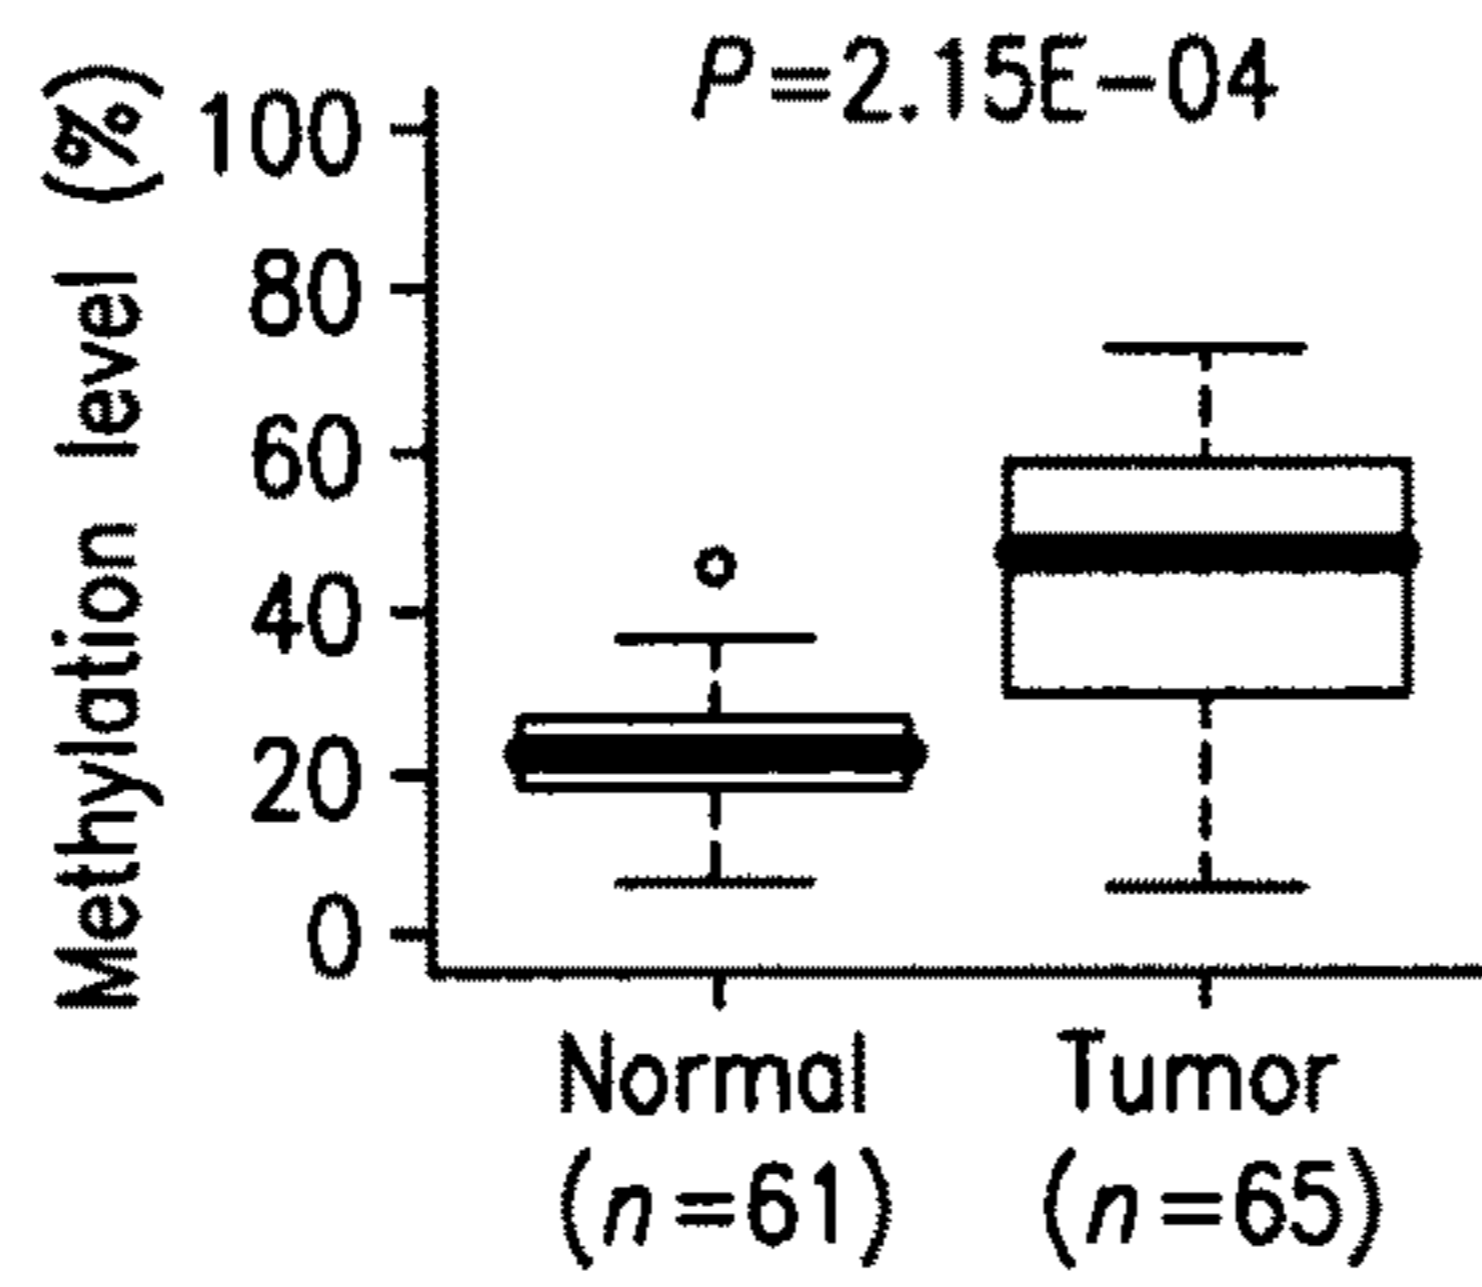 P=2.15E-04
Methylation level (%)
100
80
60
40
20
0
Normal
(n=61)
Tumor
(n=65)